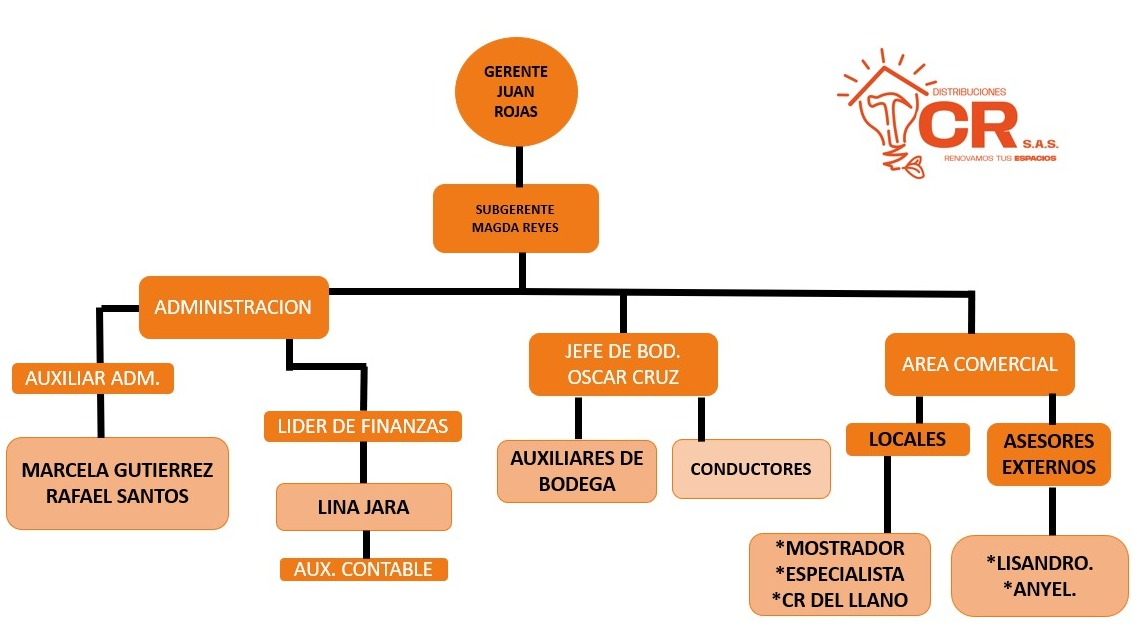 GERENTE
JUAN
ROJAS
DISTRIBUCIONES
CR S.A.S.
RENOVAMOS TUS ESPACIOS
SUBGERENTE
MAGDA REYES
ADMINISTRACION
JEFE DE BOD.
OSCAR CRUZ
AREA COMERCIAL
AUXILIAR ADM.
LIDER DE FINANZAS
LOCALES
ASESORES
EXTERNOS
MARCELA GUTIERREZ
RAFAEL SANTOS
LINA JARA
AUXILIARES DE
BODEGA
CONDUCTORES
AUX. CONTABLE
*MOSTRADOR
*ESPECIALISTA
*CR DEL LLANO
*LISANDRO.
*ANYEL.